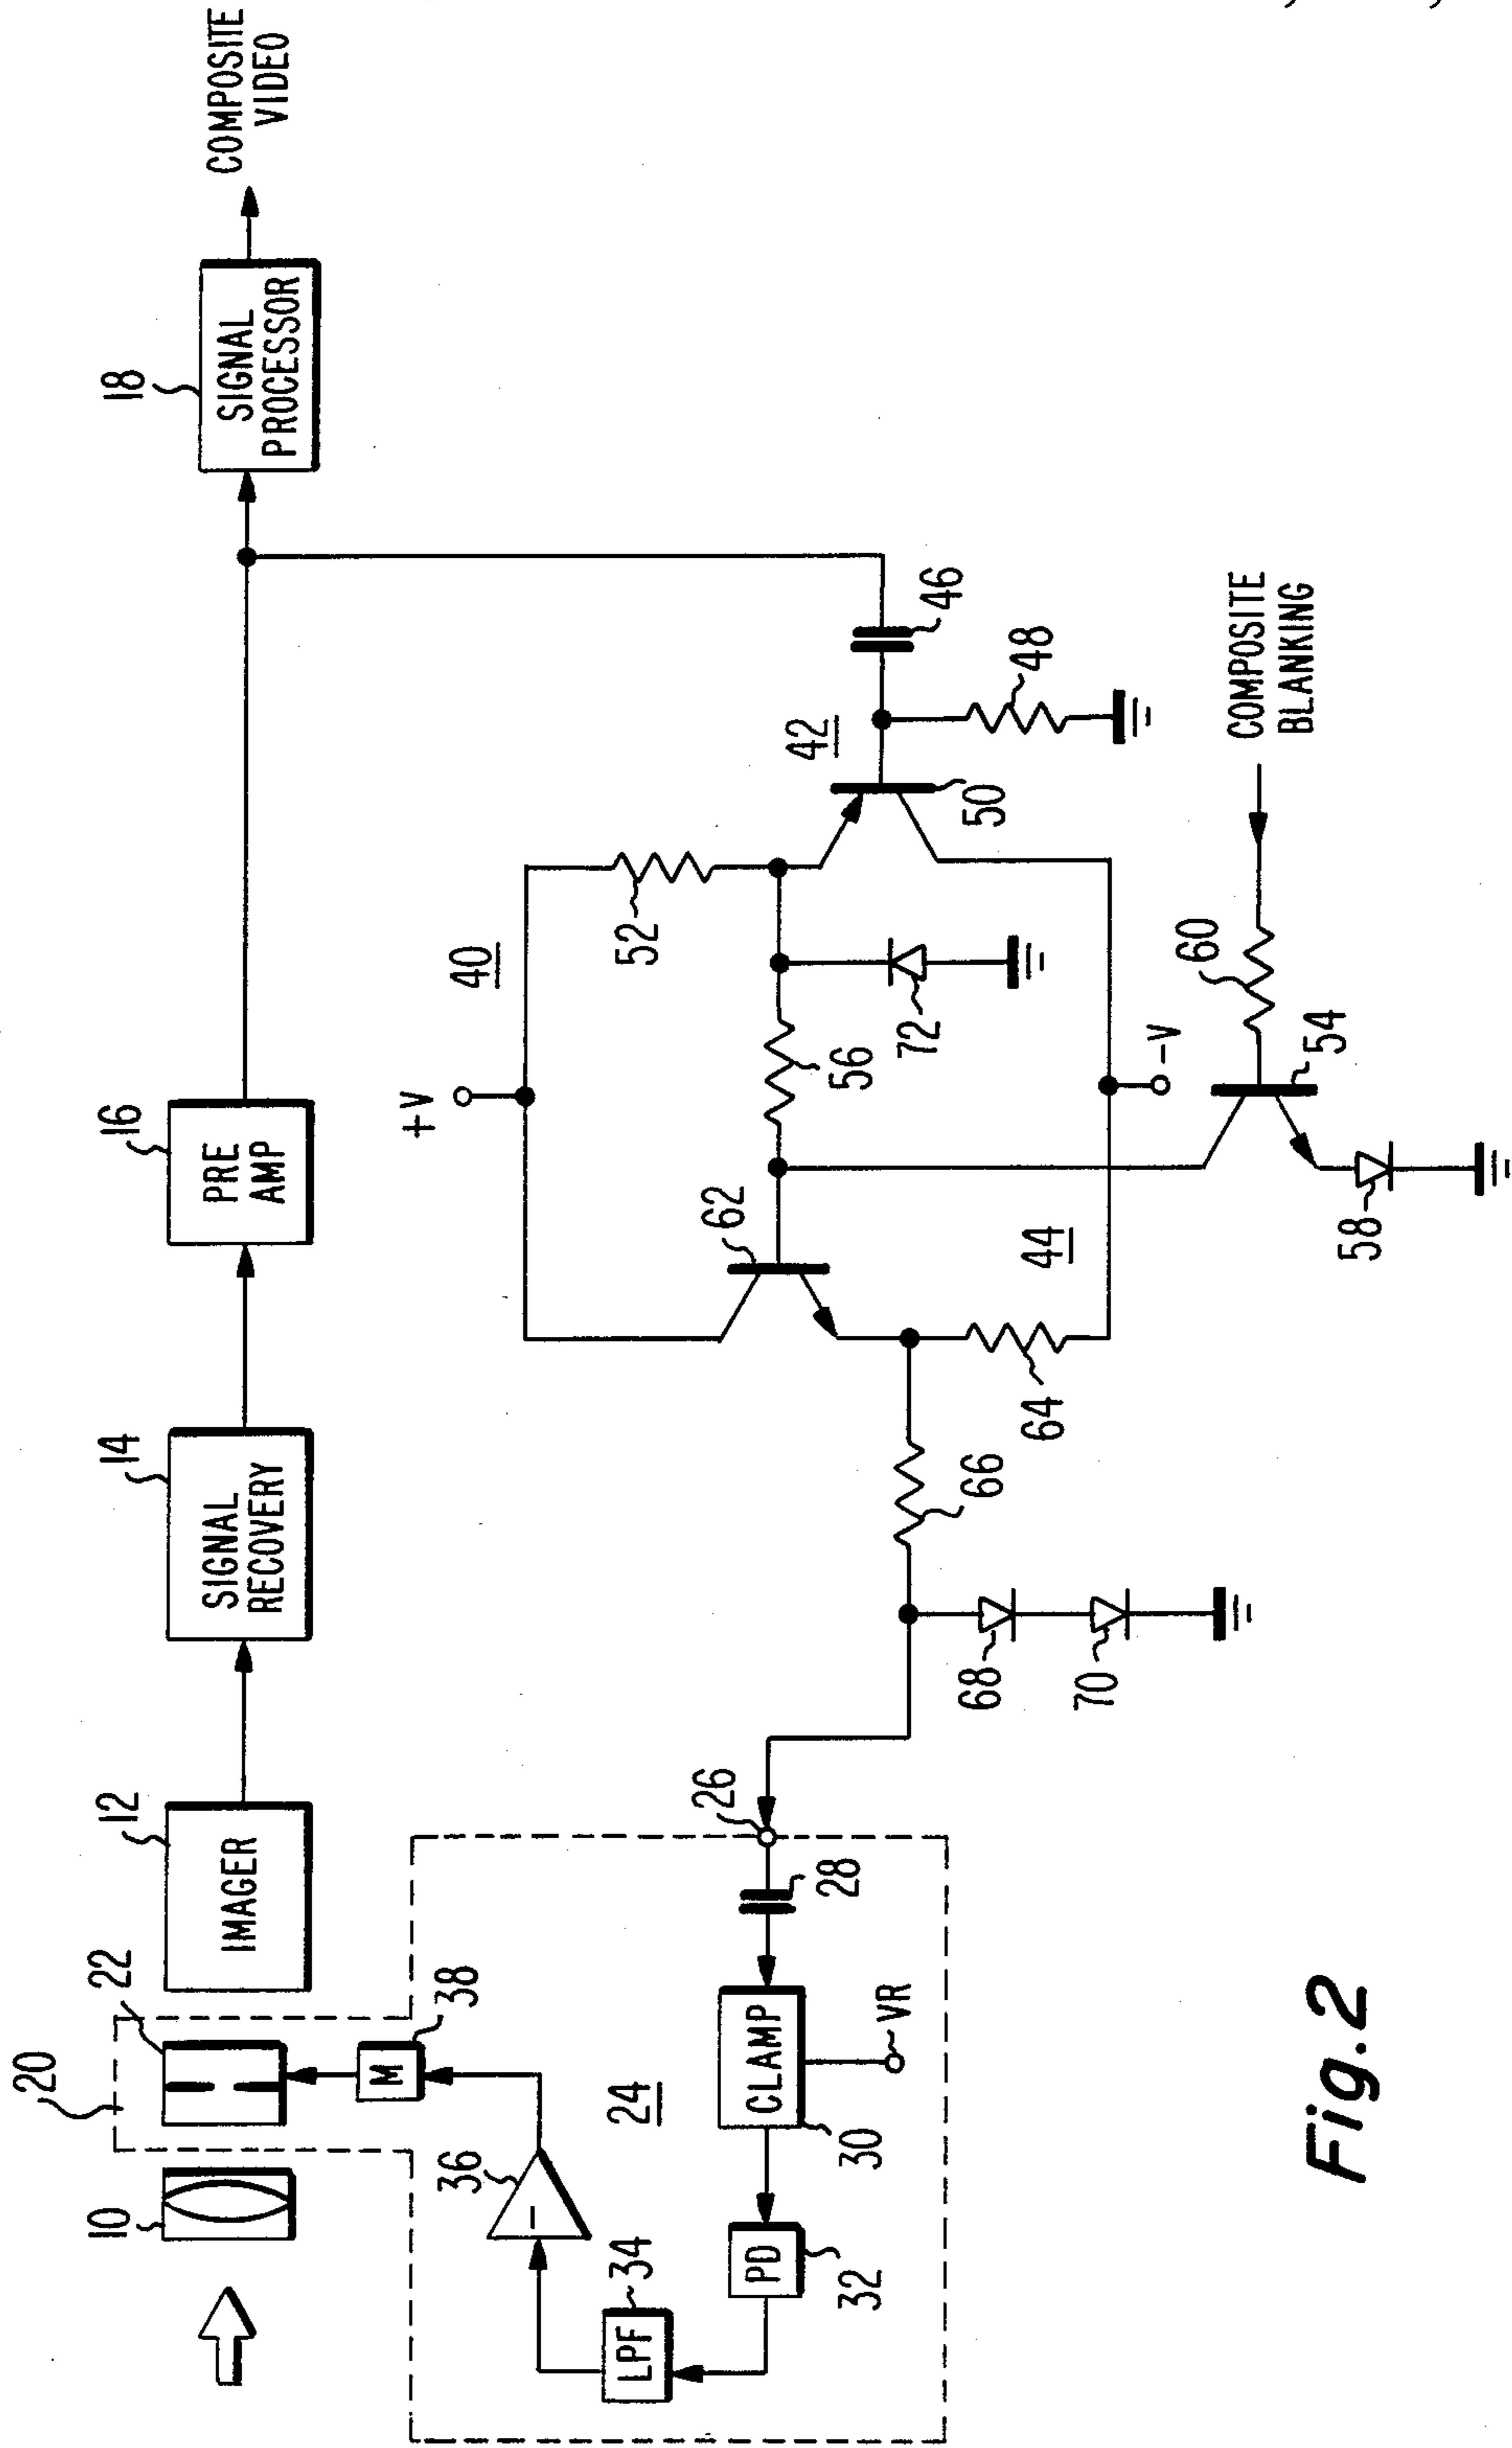 COMPOSITE
VIDEO
18
SIGNAL
PROCESSOR
16
PRE
AMP
14
SIGNAL
RECOVERY
12
IMAGER
22
20
10
46
48
42
50
52
40
+V
72
56
62
44
-V
COMPOSITE
BLANKING
60
54
58
64
66
68
70
26
28
38
M
24
36
CLAMP
VR
30
PD
32
34
LPF
Fig.2